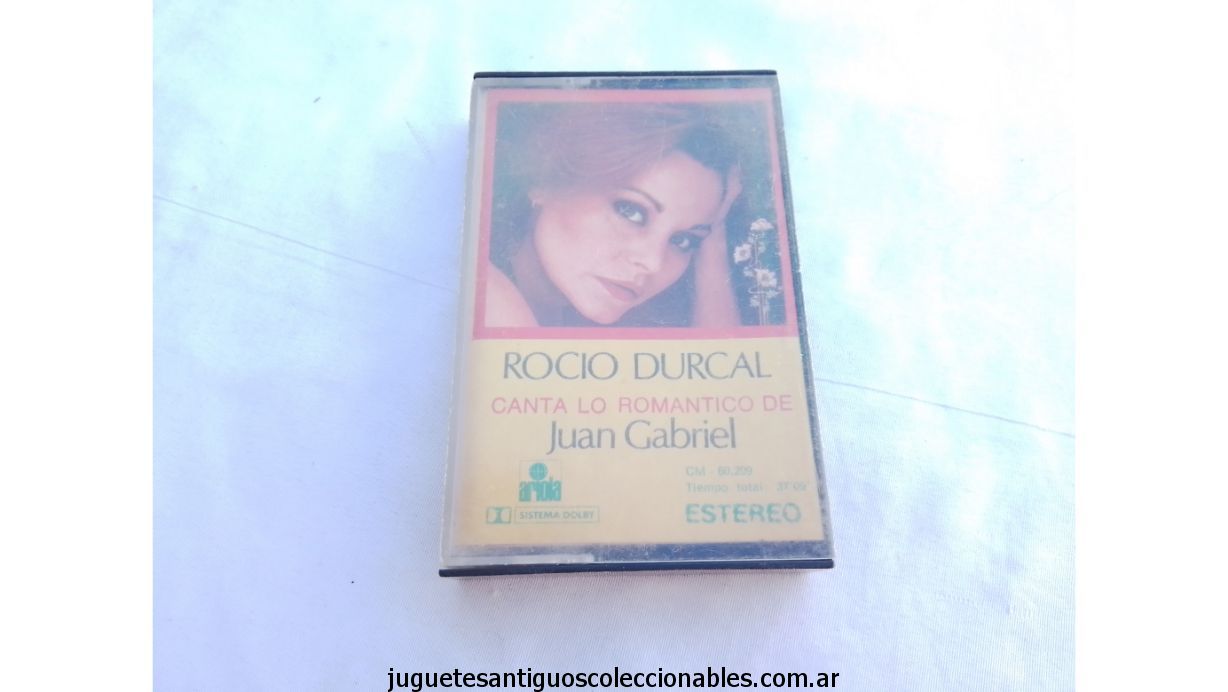 ROCIO DURCAL
CANTA LO ROMANTICO DE
Juan Gabriel
ariola
CM - 60.299
Tiempo total 37'09
SISTEMA DOLBY
ESTEREO
juguetesantiguoscoleccionables.com.ar